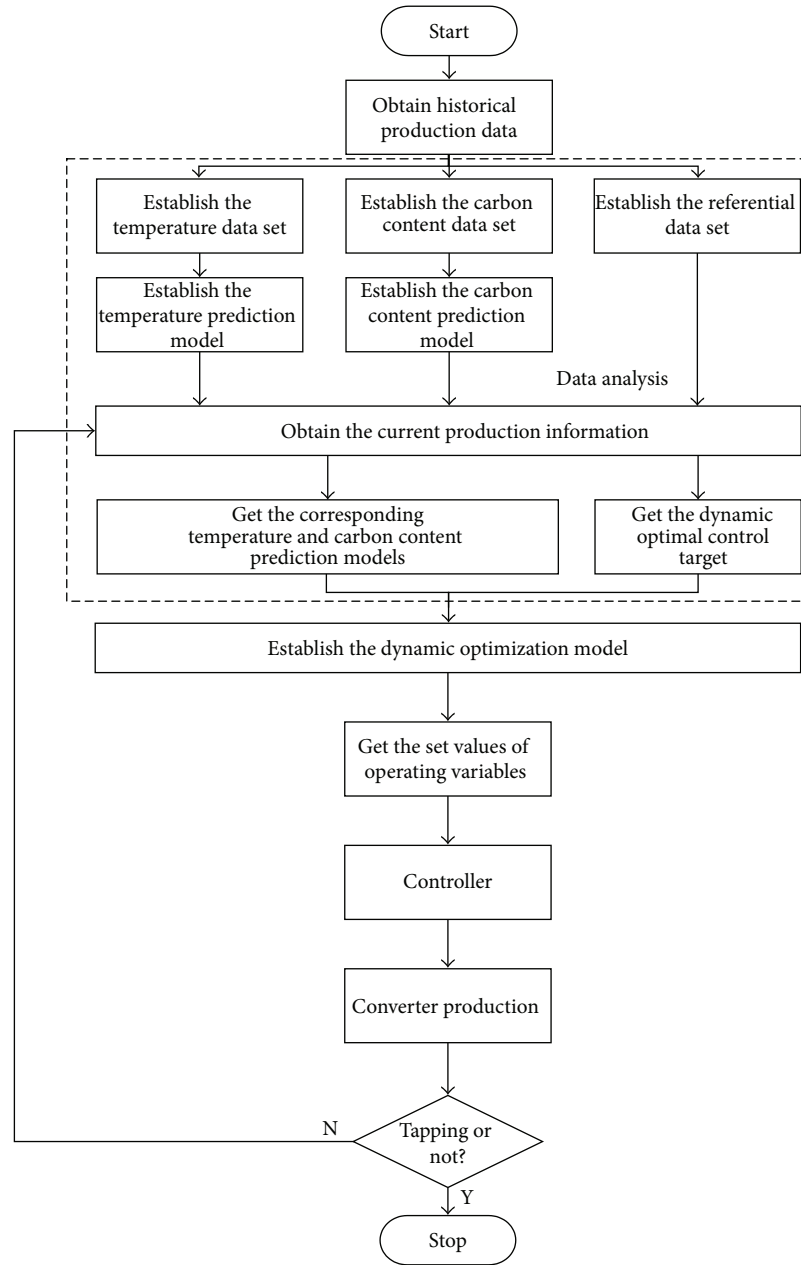 Start
Obtain historical
production data
Establish the
temperature data set
Establish the carbon
content data set
Establish the referential
data set
Establish the
temperature prediction
model
Establish the carbon
content prediction
model
Data analysis
Obtain the current production information
Get the corresponding
temperature and carbon content
prediction models
Get the dynamic
optimal control
target
Establish the dynamic optimization model
Get the set values of
operating variables
Controller
Converter production
Tapping or
not?
N
Y
Stop